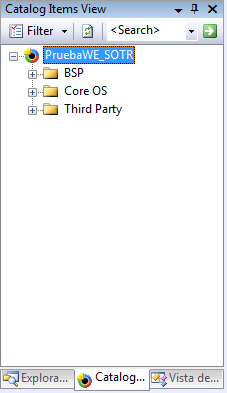 Catalog Items View
Filter <Search>
PruebaWE_SOTR
BSP
Core OS
Third Party
Explora... Catalog... Vista de...